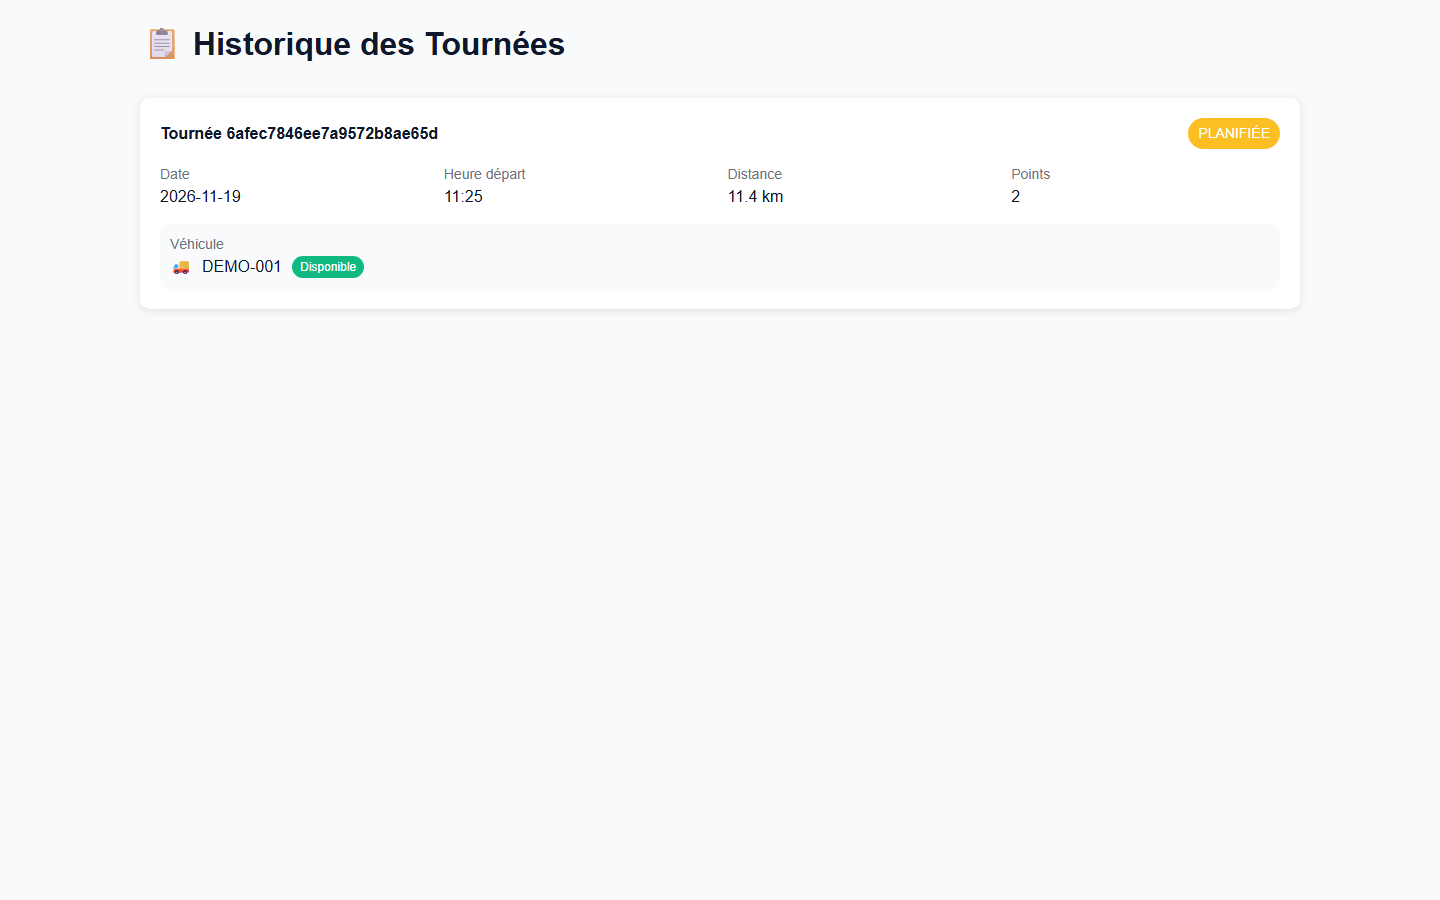 Historique des Tournées
Tournée 6afec7846ee7a9572b8ae65d
PLANIFIÉE
Date
2026-11-19
Heure départ
11:25
Distance
11.4 km
Points
2
Véhicule
DEMO-001 Disponible